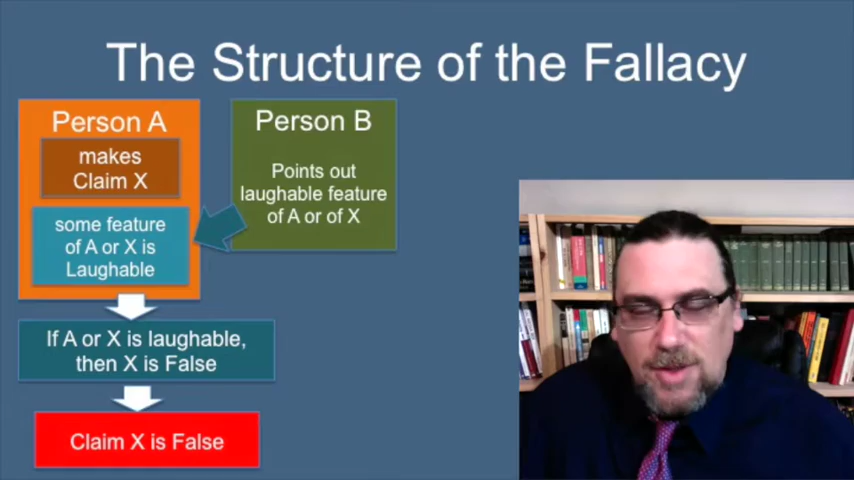 The Structure of the Fallacy
Person A
makes
Claim X
some feature
of A or X is
Laughable
Person B
Points out
laughable feature
of A or of X
If A or X is laughable,
then X is False
Claim X is False